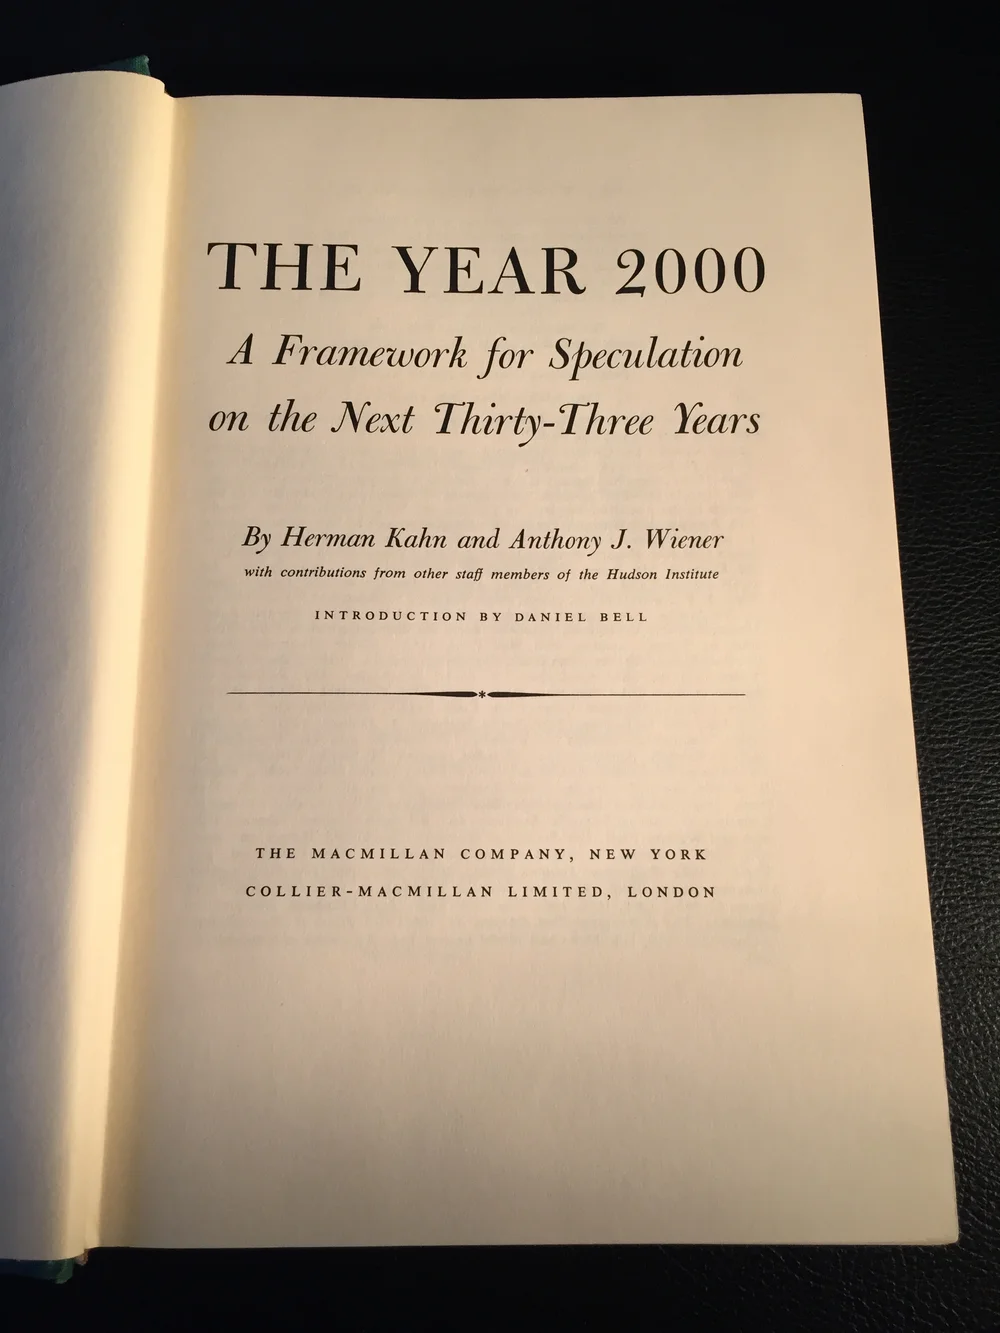 THE YEAR 2000
A Framework for Speculation
on the Next Thirty-Three Years
By Herman Kahn and Anthony J. Wiener
with contributions from other staff members of the Hudson Institute
INTRODUCTION BY DANIEL BELL
THE MACMILLAN COMPANY, NEW YORK
COLLIER-MACMILLAN LIMITED, LONDON